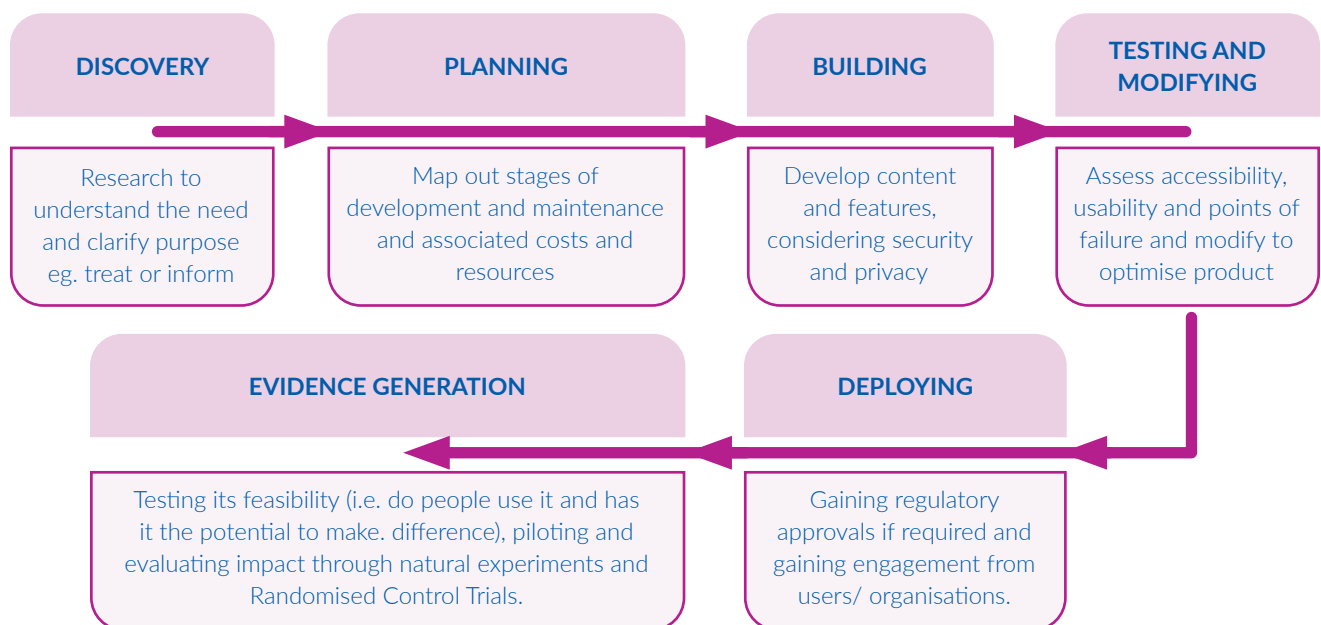 DISCOVERY
Research to
understand the need
and clarify purpose
eg. treat or inform
PLANNING
Map out stages of
development and maintenance
and associated costs and
resources
BUILDING
Develop content
and features,
considering security
and privacy
TESTING AND
MODIFYING
Assess accessibility,
usability and points of
failure and modify to
optimise product
DEPLOYING
Gaining regulatory
approvals if required and
gaining engagement from
users/ organisations.
EVIDENCE GENERATION
Testing its feasibility (i.e. do people use it and has
it the potential to make. difference), piloting and
evaluating impact through natural experiments and
Randomised Control Trials.